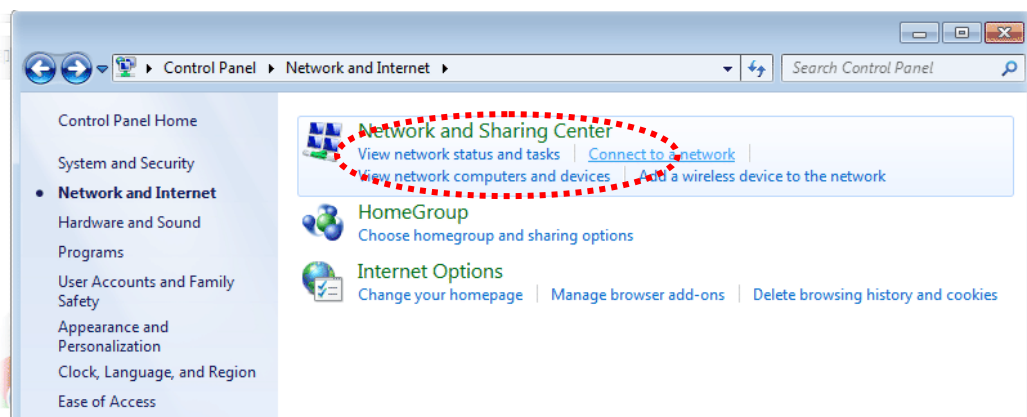 Control Panel Network and Internet Search Control Panel
Control Panel Home
System and Security
Network and Internet
Hardware and Sound
Programs
User Accounts and Family
Safety
Appearance and
Personalization
Clock, Language, and Region
Ease of Access
Network and Sharing Center
View network status and tasks Connect to a network
View network computers and devices Add a wireless device to the network
HomeGroup
Choose homegroup and sharing options
Internet Options
Change your homepage Manage browser add-ons Delete browsing history and cookies